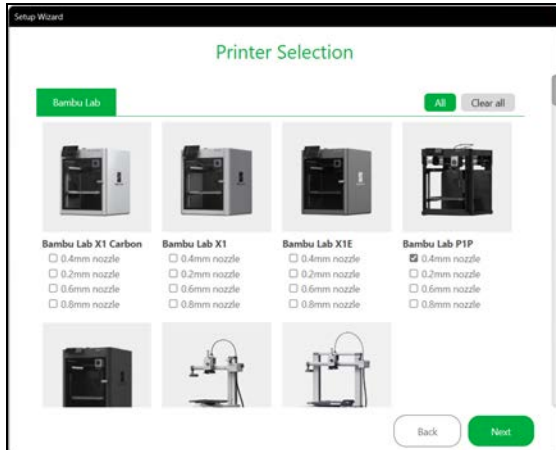 Setup Wizard
Printer Selection
Bambu Lab
All
Clear all
Bambu Lab X1 Carbon
0.4mm nozzle
0.2mm nozzle
0.6mm nozzle
0.8mm nozzle
Bambu Lab X1
0.4mm nozzle
0.2mm nozzle
0.6mm nozzle
0.8mm nozzle
Bambu Lab X1E
0.4mm nozzle
0.2mm nozzle
0.6mm nozzle
0.8mm nozzle
Bambu Lab P1P
0.4mm nozzle
0.2mm nozzle
0.6mm nozzle
0.8mm nozzle
Back
Next